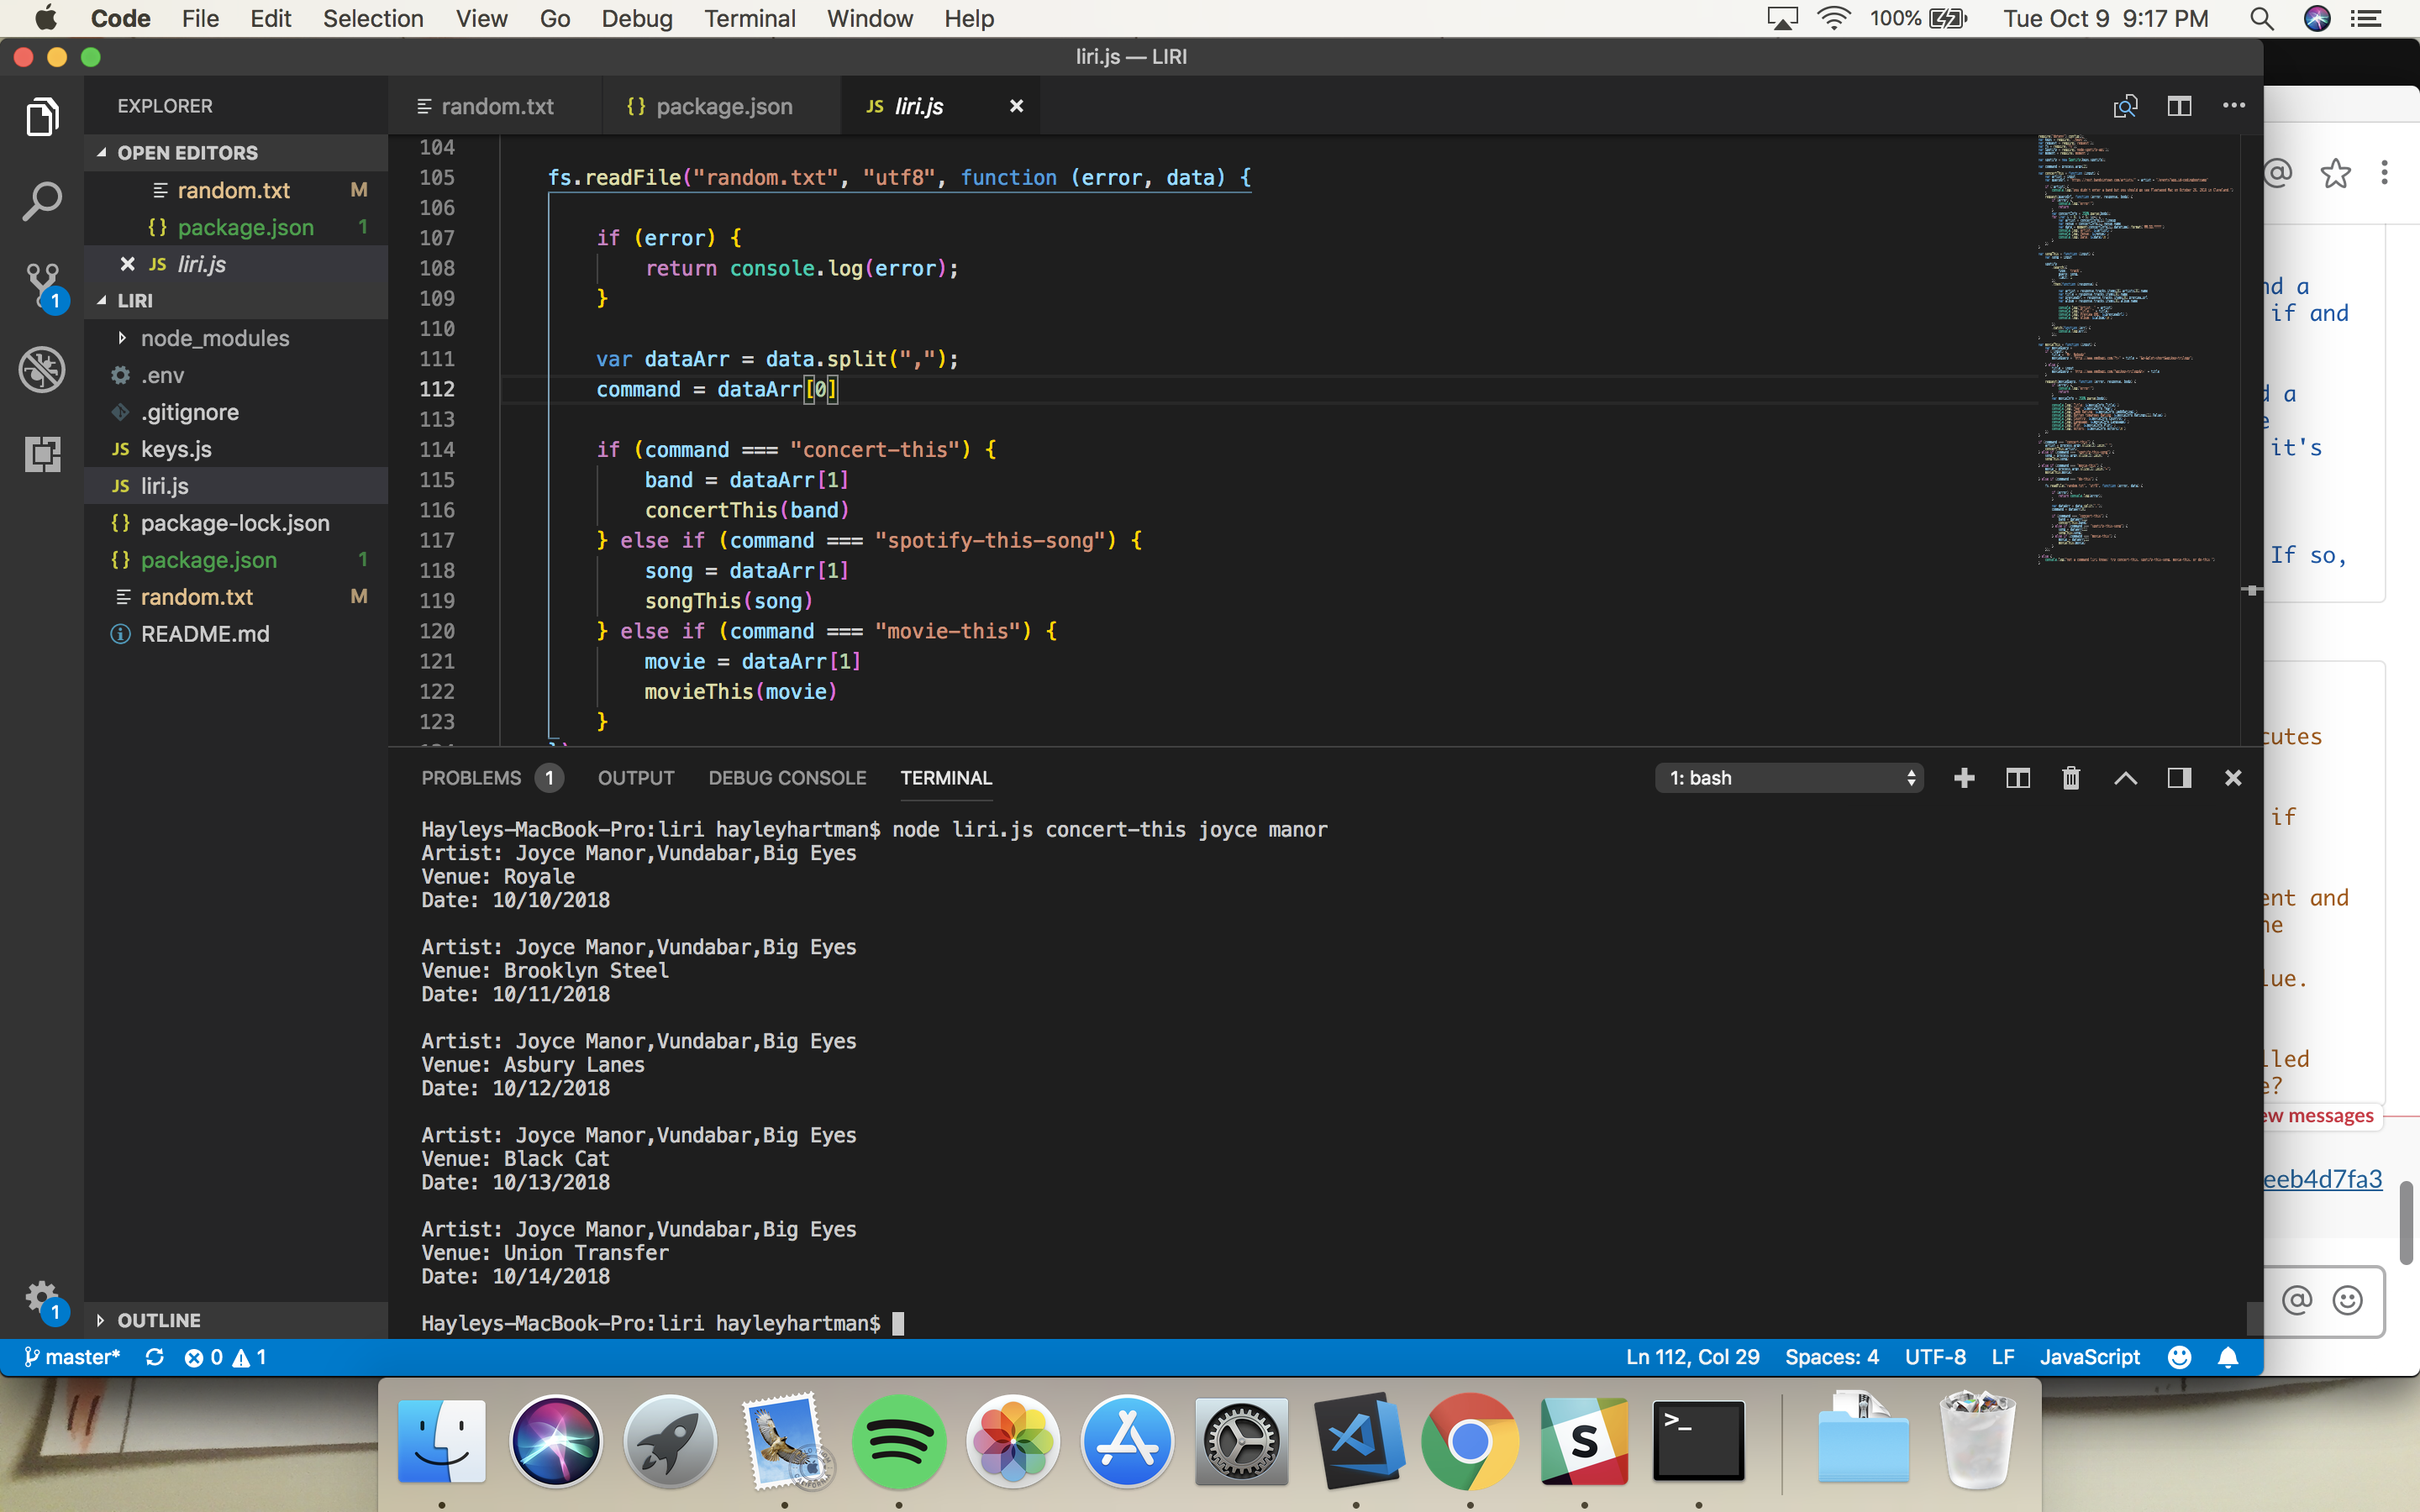 Code File Edit Selection View Go Debug Terminal Window Help 100% Tue Oct 9 9:17 PM
liri.js — LIRI
EXPLORER
OPEN EDITORS
random.txt M
package.json 1
JS liri.js
LIRI
node_modules
.env
.gitignore
JS keys.js
JS liri.js
{} package-lock.json
{} package.json 1
random.txt M
README.md
OUTLINE
random.txt {} package.json JS liri.js
104
105 fs.readFile("random.txt", "utf8", function (error, data) {
106
107 if (error) {
108 return console.log(error);
109 }
110
111 var dataArr = data.split(",");
112 command = dataArr[0]
113
114 if (command === "concert-this") {
115 band = dataArr[1]
116 concertThis(band)
117 } else if (command === "spotify-this-song") {
118 song = dataArr[1]
119 songThis(song)
120 } else if (command === "movie-this") {
121 movie = dataArr[1]
122 movieThis(movie)
123 }
PROBLEMS 1 OUTPUT DEBUG CONSOLE TERMINAL 1: bash
Hayleys-MacBook-Pro:liri hayleyhartman$ node liri.js concert-this joyce manor
Artist: Joyce Manor,Vundabar,Big Eyes
Venue: Royale
Date: 10/10/2018
Artist: Joyce Manor,Vundabar,Big Eyes
Venue: Brooklyn Steel
Date: 10/11/2018
Artist: Joyce Manor,Vundabar,Big Eyes
Venue: Asbury Lanes
Date: 10/12/2018
Artist: Joyce Manor,Vundabar,Big Eyes
Venue: Black Cat
Date: 10/13/2018
Artist: Joyce Manor,Vundabar,Big Eyes
Venue: Union Transfer
Date: 10/14/2018
Hayleys-MacBook-Pro:liri hayleyhartman$
1
1
master* 0 1 Ln 112, Col 29 Spaces: 4 UTF-8 LF JavaScript
a
if and
a
it's
If so,
if
and
messages
eeb4d7fa3